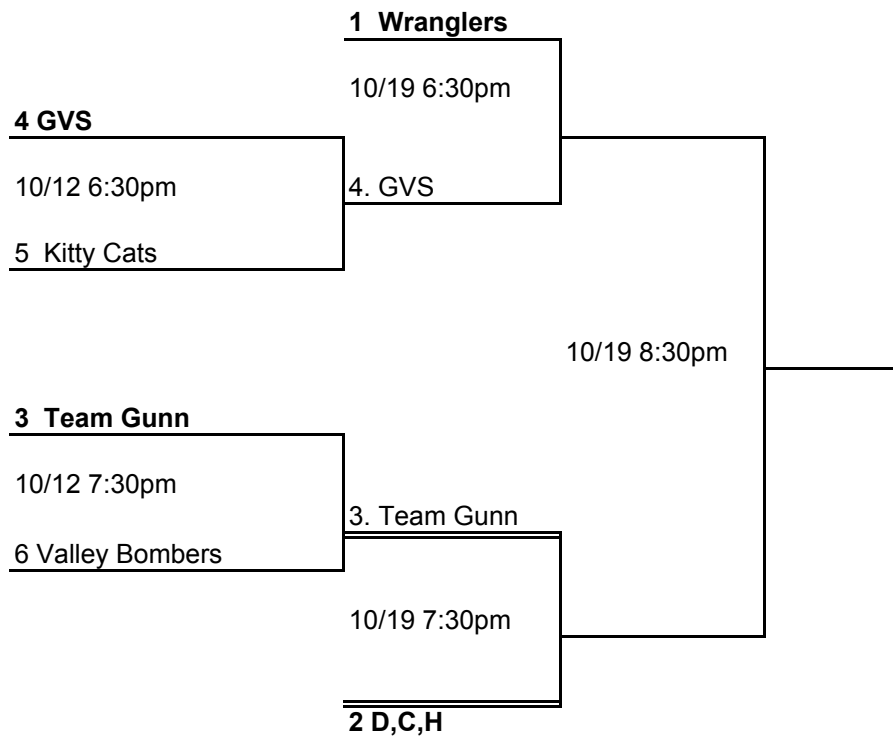 1 Wranglers
10/19 6:30pm
4 GVS
10/12 6:30pm
4. GVS
5 Kitty Cats
10/19 8:30pm
3 Team Gunn
10/12 7:30pm
3. Team Gunn
6 Valley Bombers
10/19 7:30pm
2 D,C,H